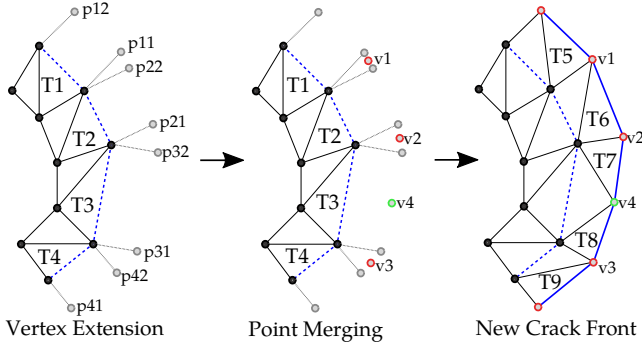 p12
p11
p22
T1
p21
T2
p32
T3
T4
p31
p42
p41
Vertex Extension
v1
T1
T2
v2
T3
v4
T4
v3
Point Merging
T5
v1
T6
v2
T7
v4
T8
v3
T9
New Crack Front